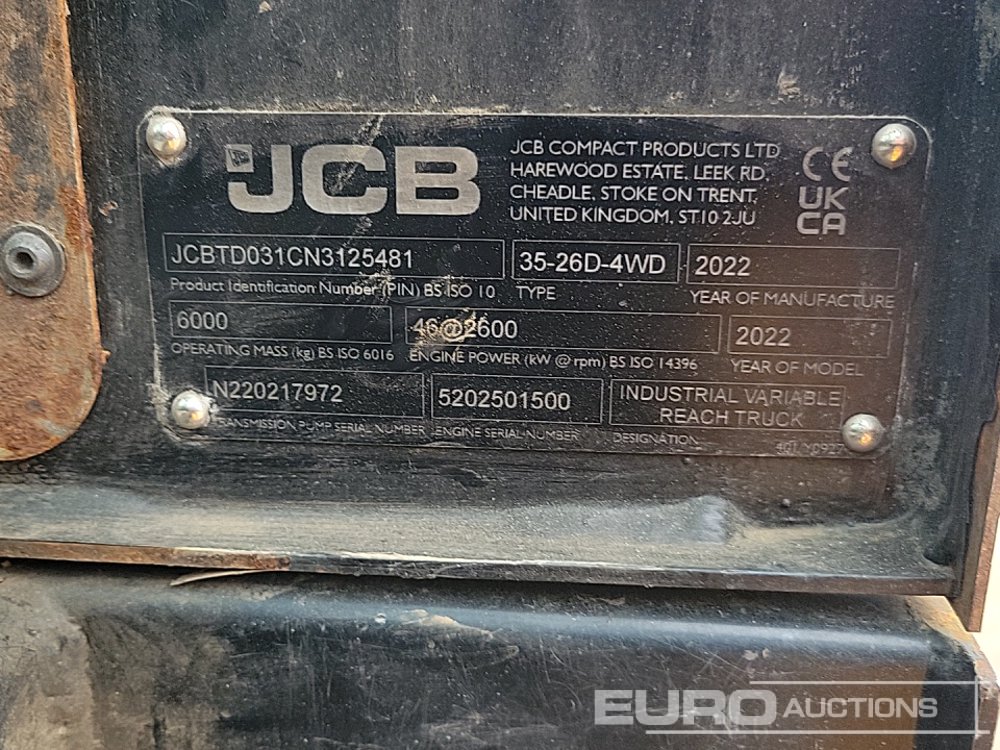 JCB
JCB COMPACT PRODUCTS LTD
HAREWOOD ESTATE, LEEK RD,
CHEADLE, STOKE ON TRENT,
UNITED KINGDOM, ST10 2JU
CE
UK
CA
JCBTD031CN3125481
35-26D-4WD
2022
Product Identification Number (PIN) BS ISO 10
TYPE
YEAR OF MANUFACTURE
6000
46@2600
2022
OPERATING MASS (kg) BS ISO 6016
ENGINE POWER (kW @ rpm) BS ISO 14396
YEAR OF MODEL
N220217972
5202501500
INDUSTRIAL VARIABLE
REACH TRUCK
TRANSMISSION PUMP SERIAL NUMBER
ENGINE SERIAL NUMBER
DESIGNATION
EURO AUCTIONS